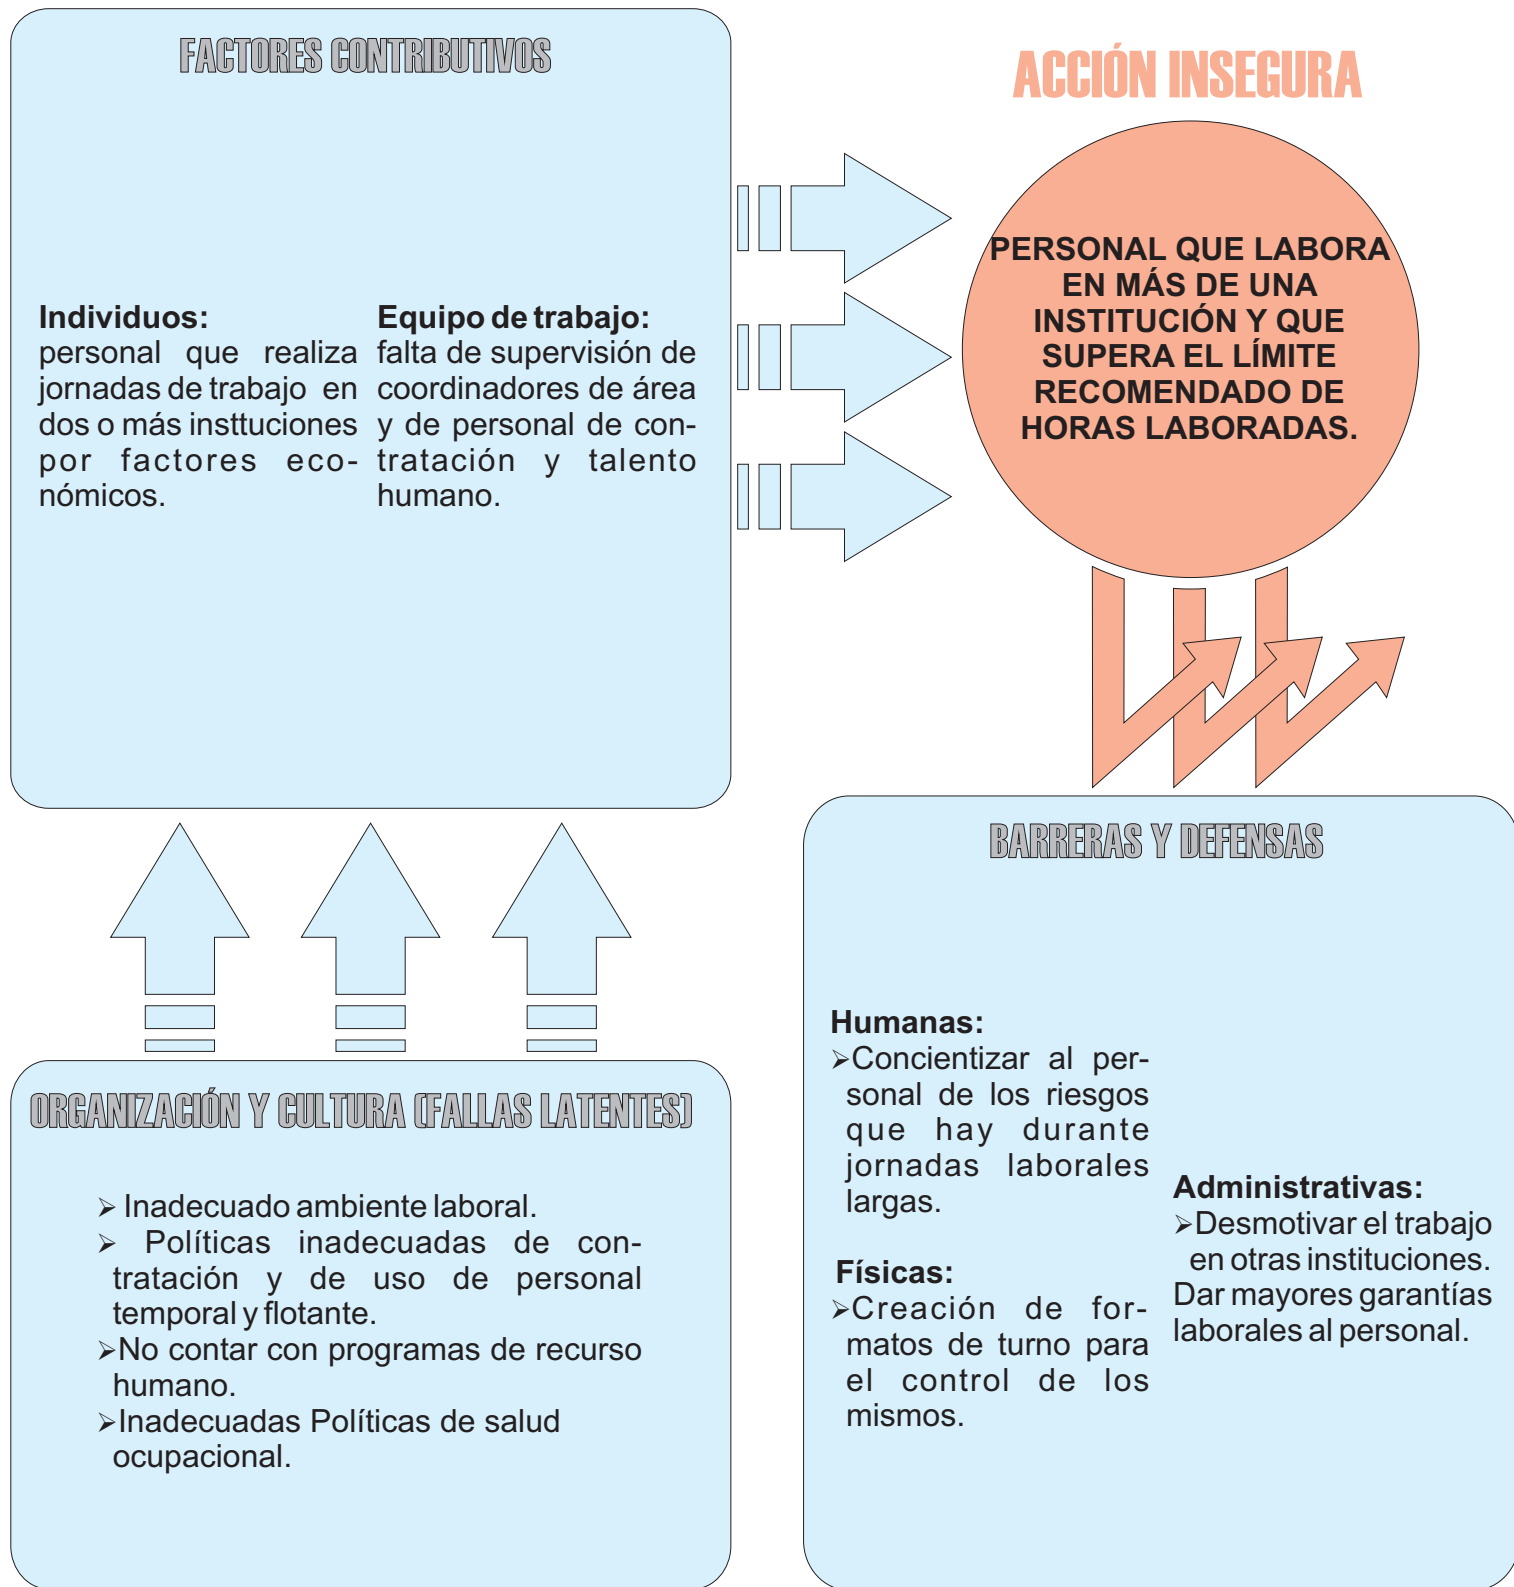 FACTORES CONTRIBUTIVOS
Individuos:
personal que realiza
jornadas de trabajo en
dos o más insttuciones
por factores eco-
nómicos.
Equipo de trabajo:
falta de supervisión de
coordinadores de área
y de personal de con-
tratación y talento
humano.
ACCIÓN INSEGURA
PERSONAL QUE LABORA
EN MÁS DE UNA
INSTITUCIÓN Y QUE
SUPERA EL LÍMITE
RECOMENDADO DE
HORAS LABORADAS.
ORGANIZACIÓN Y CULTURA (FALLAS LATENTES)
➢ Inadecuado ambiente laboral.
➢ Políticas inadecuadas de con-
tratación y de uso de personal
temporal y flotante.
➢No contar con programas de recurso
humano.
➢Inadecuadas Políticas de salud
ocupacional.
BARRERAS Y DEFENSAS
Humanas:
➢Concientizar al per-
sonal de los riesgos
que hay durante
jornadas laborales
largas.
Físicas:
➢Creación de for-
matos de turno para
el control de los
mismos.
Administrativas:
➢Desmotivar el trabajo
en otras instituciones.
Dar mayores garantías
laborales al personal.